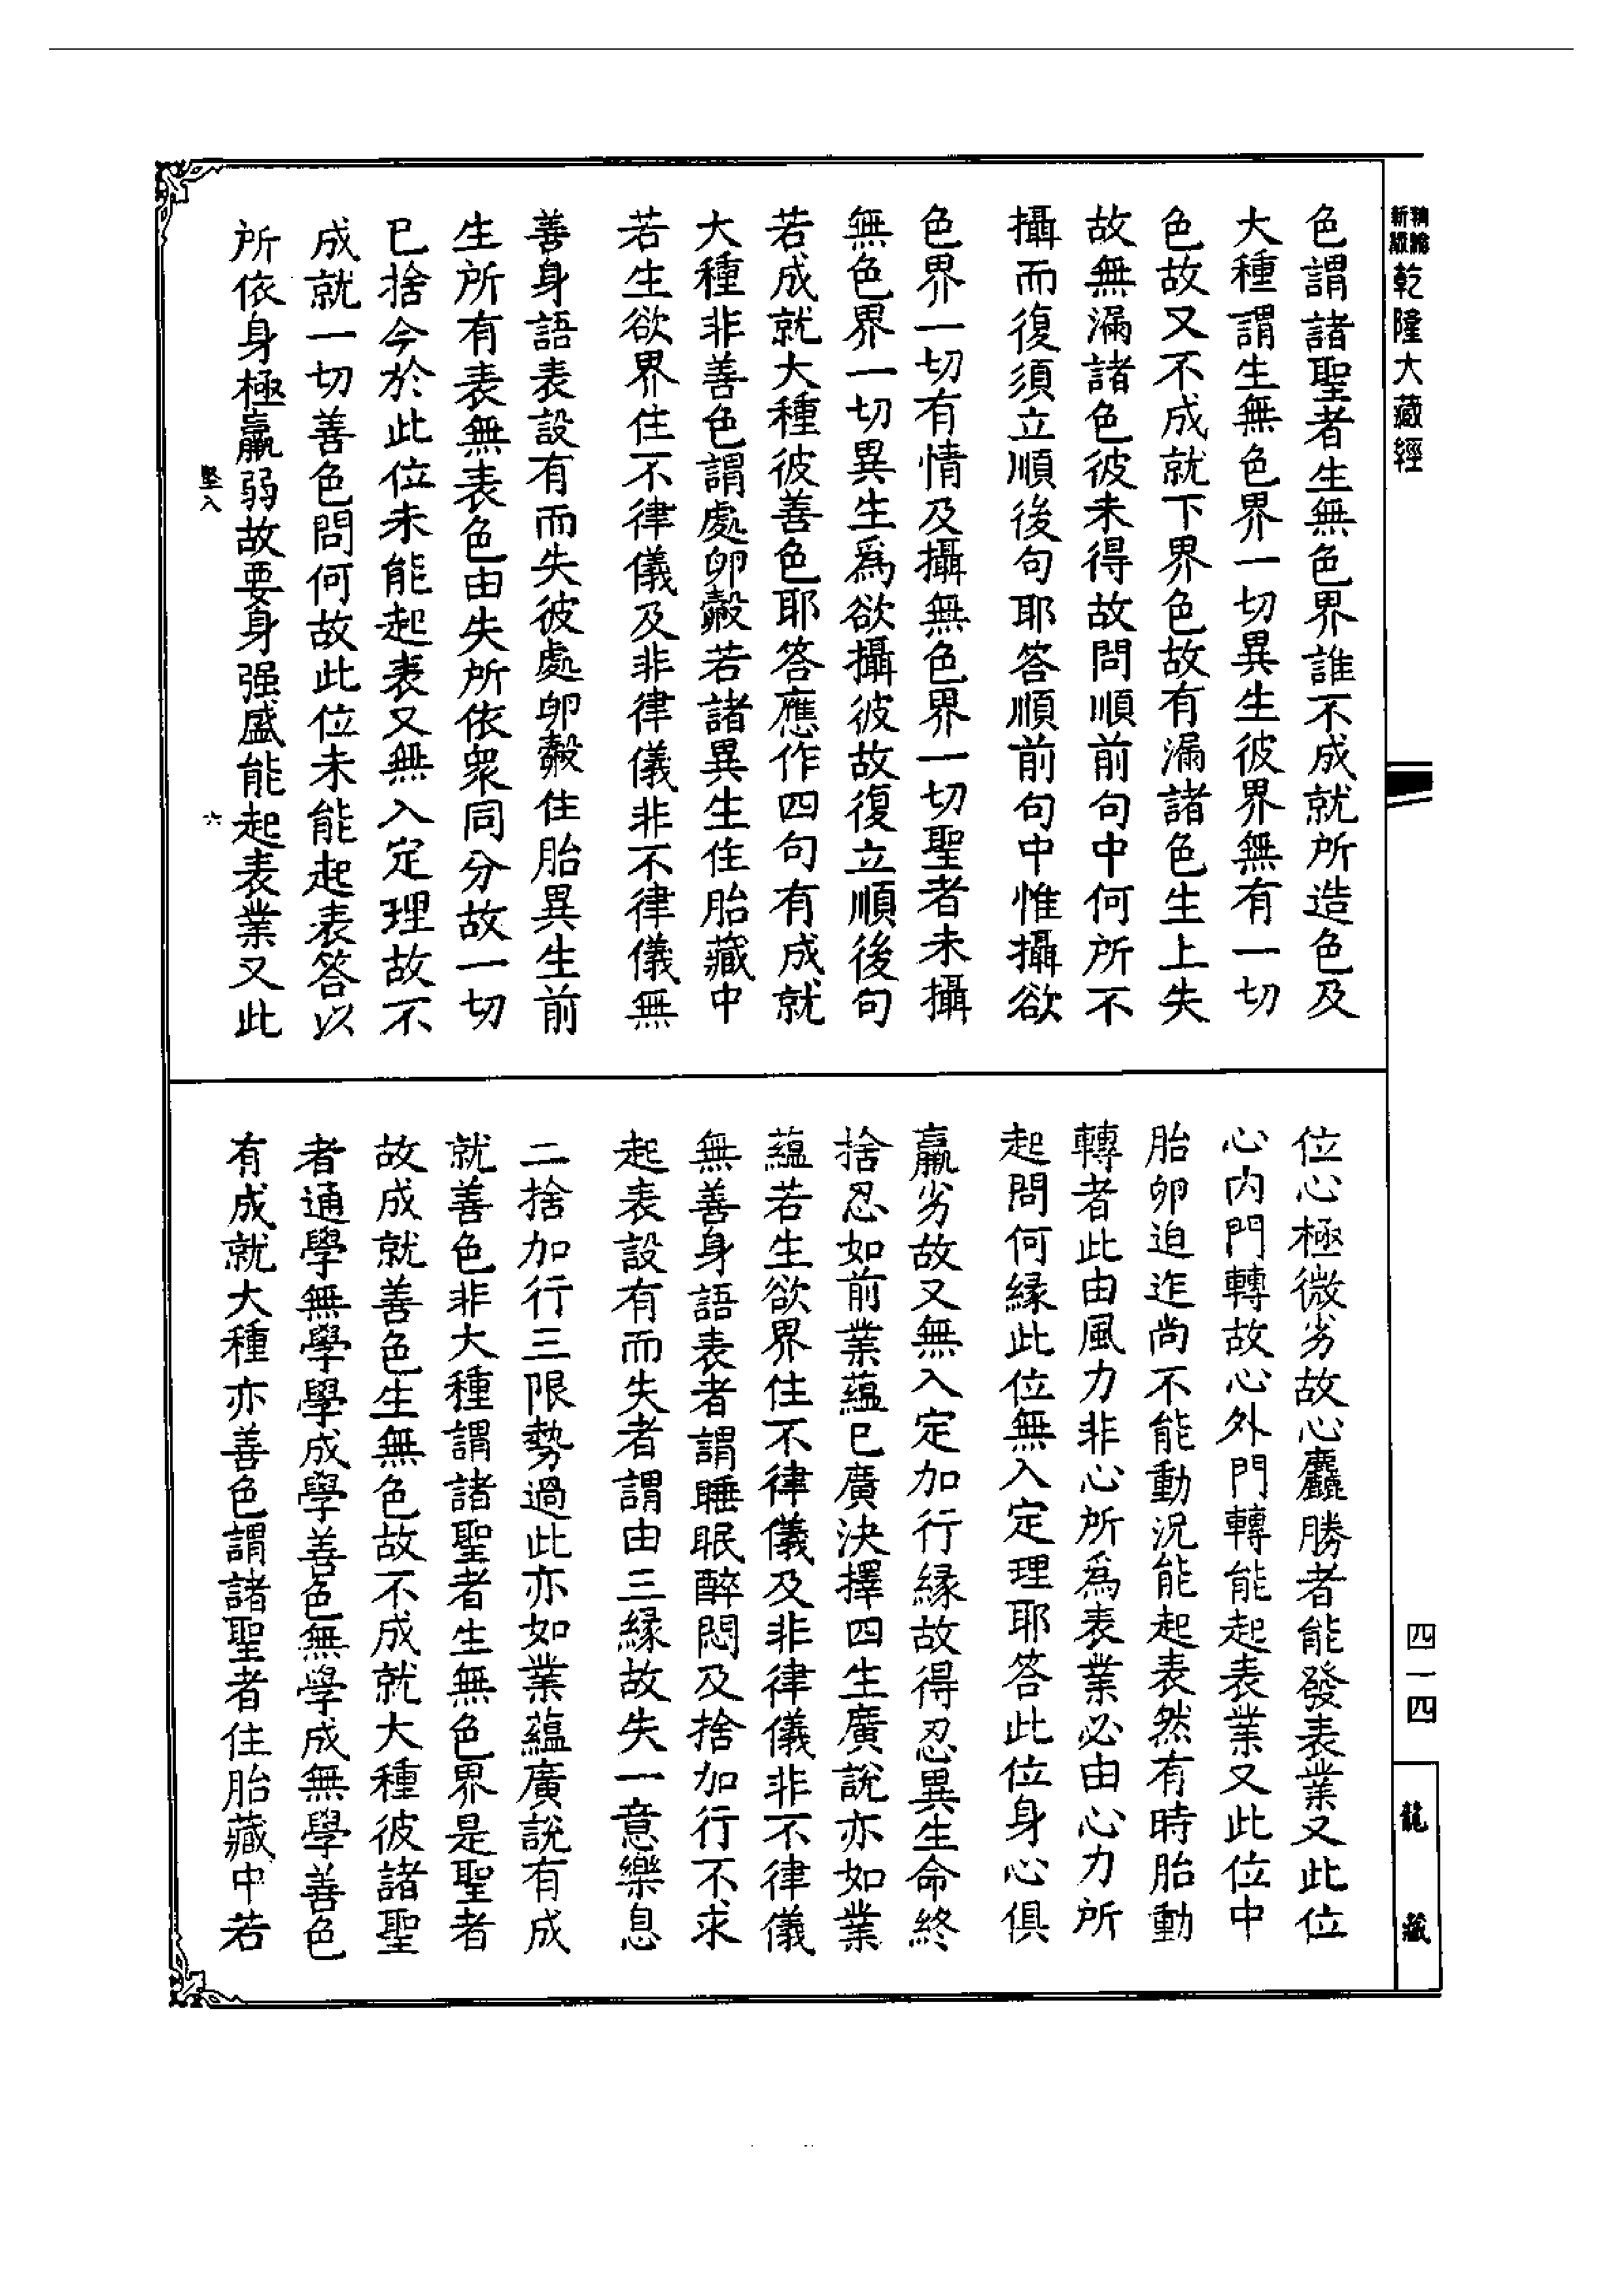 新編縮版乾隆大藏經
色謂諸聖者生無色界誰不成就所造色及
大種謂生無色界一切異生彼界無有一切
色故又不成就下界色故有漏諸色生上失
故無漏諸色彼未得故問順前句中何所不
攝而復須立順後句耶答順前句中惟攝欲
色界一切有情及攝無色界一切聖者未攝
無色界一切異生爲欲攝彼故復立順後句
若成就大種彼善色耶答應作四句有成就
大種非善色謂處卵㲉若諸異生住胎藏中
若生欲界住不律儀及非律儀非不律儀無
善身語表設有而失彼處卵㲉住胎異生前
生所有表無表色由失所依衆同分故一切
已捨今於此位未能起表又無入定理故不
成就一切善色問何故此位未能起表答以
所依身極羸弱故要身强盛能起表業又此
堅入
六
位心極微劣故心麤勝者能發表業又此位
心內門轉故心外門轉能起表業又此位中
胎卵迫迮尚不能動況能起表然有時胎動
轉者此由風力非心所爲表業必由心力所
起問何緣此位無入定理耶答此位身心俱
羸劣故又無入定加行緣故得忍異生命終
捨忍如前業蘊已廣決擇四生廣說亦如業
蘊若生欲界住不律儀及非律儀非不律儀
無善身語表者謂睡眠醉悶及捨加行不求
起表設有而失者謂由三緣故失一意樂息
二捨加行三限勢過此亦如業蘊廣說有成
就善色非大種謂諸聖者生無色界是聖者
故成就善色生無色故不成就大種彼諸聖
者通學無學學成學善色無學成無學善色
有成就大種亦善色謂諸聖者住胎藏中若
四一四
龍藏